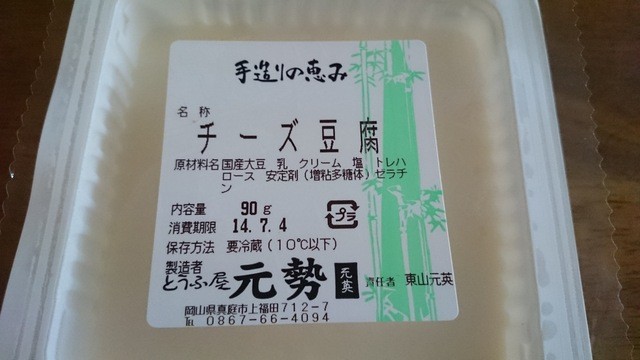 手造りの恵み
名 称
チーズ豆腐
原材料名 国産大豆 乳 クリーム 塩 トレハ
ロース 安定剤(増粘多糖体)ゼラチ
ン
内容量 90g
消費期限 14.7.4
プラ
保存方法 要冷蔵(10℃以下)
製造者
とうふ屋 元勢 元英 責任者 東山元英
岡山県真庭市上福田712-7
TEL 0867-66-4094